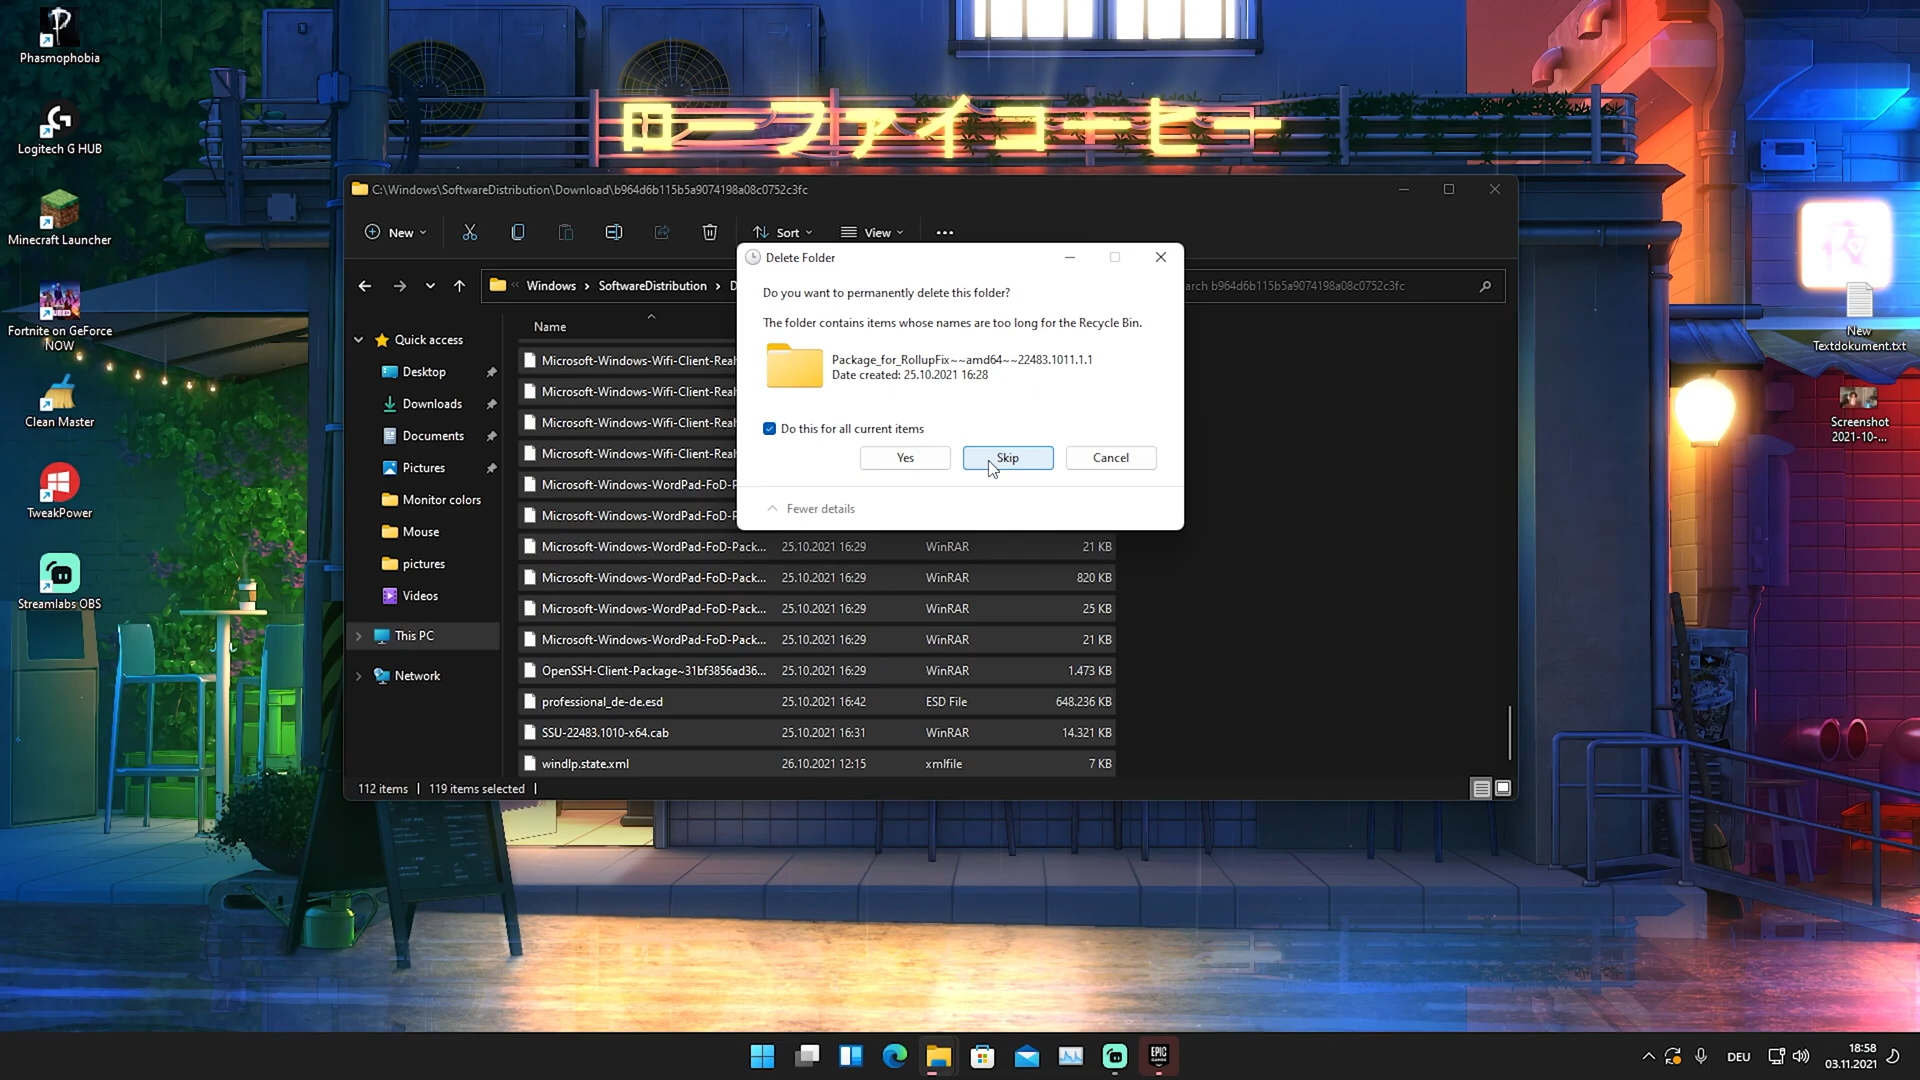 Phasmophobia
Logitech G HUB
Minecraft Launcher
Fortnite on GeForce
NOW
Clean Master
TweakPower
Streamlabs OBS
ローファイコーヒー
夜
New
Textdokument.txt
Screenshot
2021-10-...
C:\Windows\SoftwareDistribution\Download\b964d6b115b5a9074198a08c0752c3fc
New
Sort
View
Windows > SoftwareDistribution > D
arch b964d6b115b5a9074198a08c0752c3fc
Quick access
Desktop
Downloads
Documents
Pictures
Monitor colors
Mouse
pictures
Videos
This PC
Network
Name
Microsoft-Windows-Wifi-Client-Real
Microsoft-Windows-Wifi-Client-Real
Microsoft-Windows-Wifi-Client-Real
Microsoft-Windows-Wifi-Client-Real
Microsoft-Windows-WordPad-FoD-P
Microsoft-Windows-WordPad-FoD-P
Microsoft-Windows-WordPad-FoD-Pack... 25.10.2021 16:29 WinRAR 21 KB
Microsoft-Windows-WordPad-FoD-Pack... 25.10.2021 16:29 WinRAR 820 KB
Microsoft-Windows-WordPad-FoD-Pack... 25.10.2021 16:29 WinRAR 25 KB
Microsoft-Windows-WordPad-FoD-Pack... 25.10.2021 16:29 WinRAR 21 KB
OpenSSH-Client-Package~31bf3856ad36... 25.10.2021 16:29 WinRAR 1.473 KB
professional_de-de.esd 25.10.2021 16:42 ESD File 648.236 KB
SSU-22483.1010-x64.cab 25.10.2021 16:31 WinRAR 14.321 KB
windlp.state.xml 26.10.2021 12:15 xmlfile 7 KB
112 items | 119 items selected |
Delete Folder
Do you want to permanently delete this folder?
The folder contains items whose names are too long for the Recycle Bin.
Package_for_RollupFix~~amd64~~22483.1011.1.1
Date created: 25.10.2021 16:28
Do this for all current items
Yes
Skip
Cancel
Fewer details
EPIC
GAMES
DEU
18:58
03.11.2021